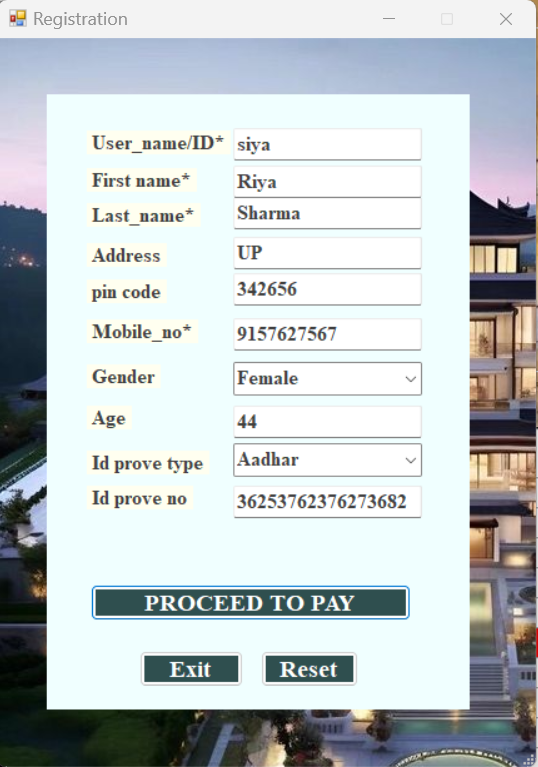 Registration
User_name/ID* siya
First name* Riya
Last_name* Sharma
Address UP
pin code 342656
Mobile_no* 9157627567
Gender Female
Age 44
Id prove type Aadhar
Id prove no 36253762376273682
PROCEED TO PAY
Exit Reset